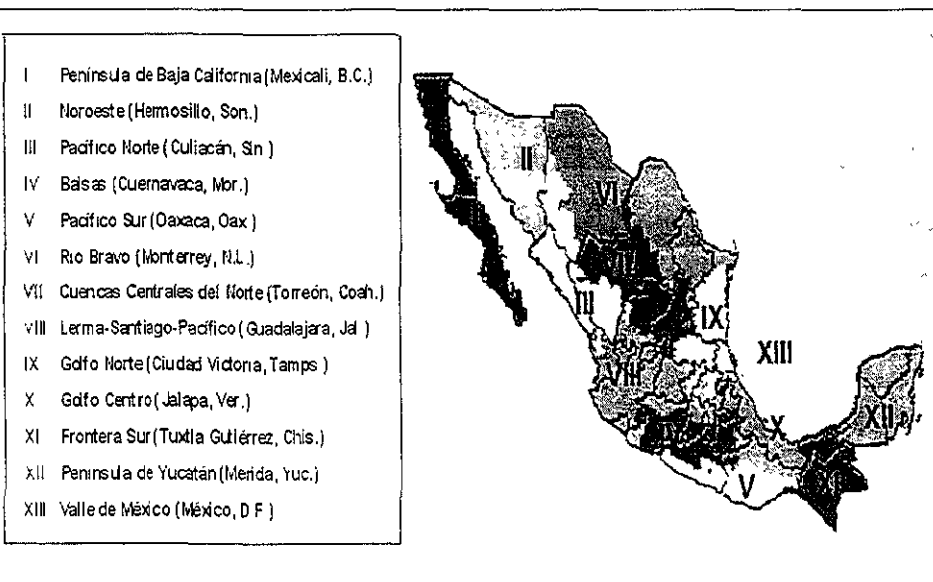 I Península de Baja California (Mexicali, B.C.)
II Noroeste (Hermosillo, Son.)
III Pacífico Norte (Culiacán, Sin )
IV Balsas (Cuernavaca, Mor.)
V Pacífico Sur (Oaxaca, Oax )
VI Río Bravo (Monterrey, N.L.)
VII Cuencas Centrales del Norte (Torreón, Coah.)
VIII Lerma-Santiago-Pacífico (Guadalajara, Jal )
IX Golfo Norte (Ciudad Victoria, Tamps )
X Golfo Centro (Jalapa, Ver.)
XI Frontera Sur (Tuxtla Gutiérrez, Chis.)
XII Península de Yucatán (Merida, Yuc.)
XIII Valle de México (México, D F )
II
VI
VII
III
IX
XIII
VIII
XII
X
V